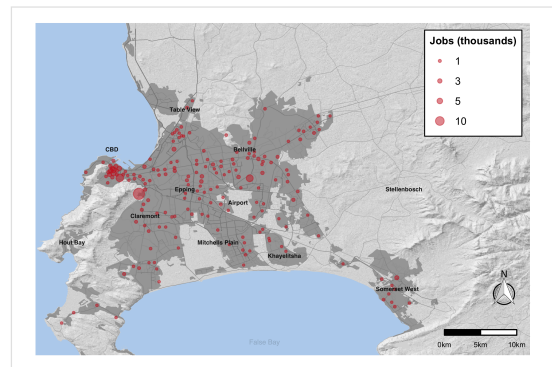 Jobs (thousands)
1
3
5
10
Table View
CBD
Bellville
Epping
Stellenbosch
Airport
Claremont
Hout Bay
Mitchells Plain
Khayelitsha
Somerset West
N
0km 5km 10km
False Bay